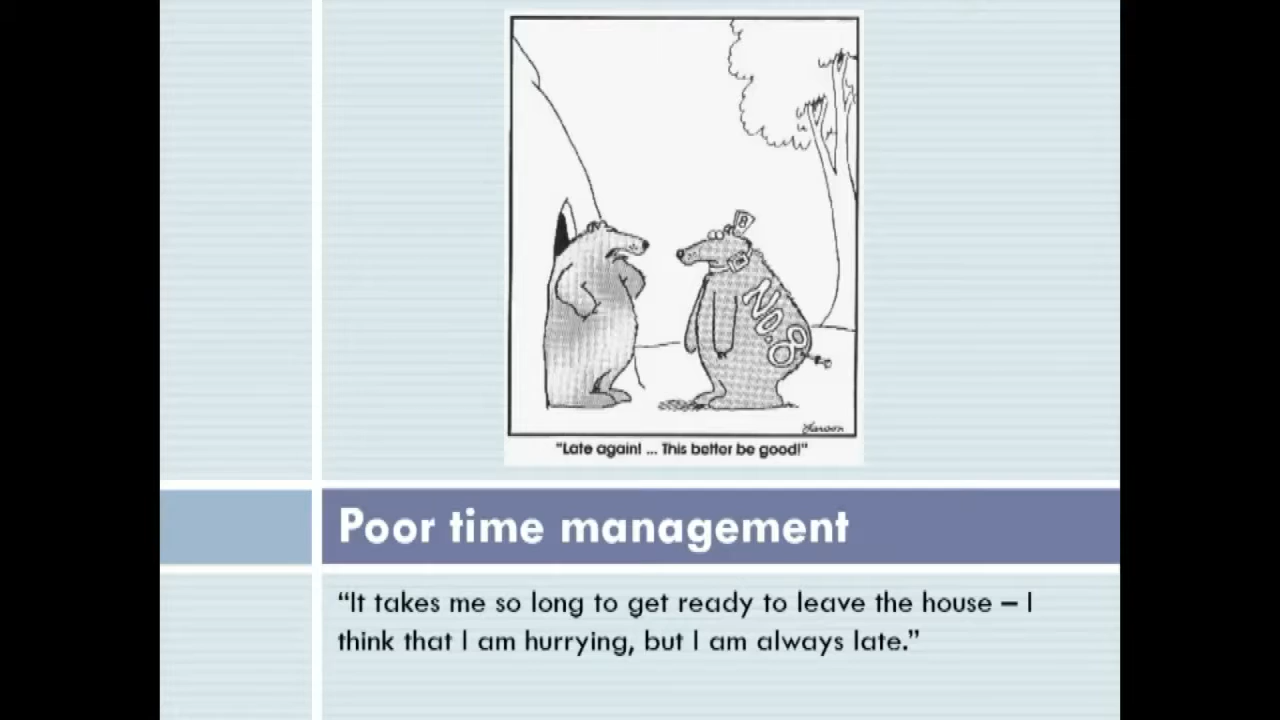 8
No. 8
Larson
"Late again! ... This better be good!"
Poor time management
“It takes me so long to get ready to leave the house – I
think that I am hurrying, but I am always late.”